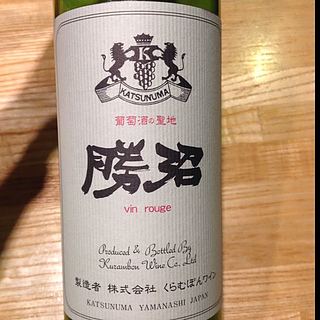 K
KATSUNUMA
葡萄酒の聖地
勝沼
vin rouge
Produced & Bottled By
Kurambon Wine Co., Ltd
製造者 株式会社 くらむぼんワイン
KATSUNUMA YAMANASHI JAPAN